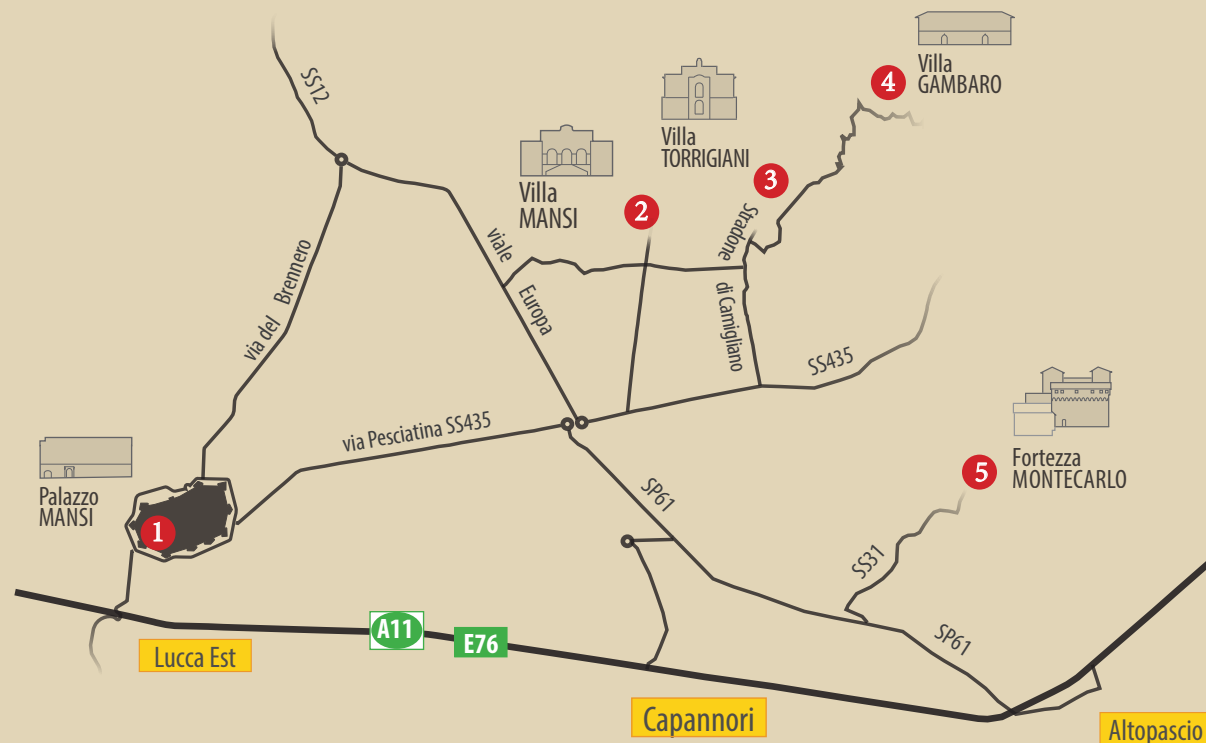 SS12
4
Villa
GAMBARO
Villa
TORRIGIANI
3
Villa
MANSI
2
Stradone
di Camigliano
viale
Europa
via del Brennero
SS435
via Pesciatina SS435
Palazzo
MANSI
1
5
Fortezza
MONTECARLO
SP61
SS31
SP61
A11
E76
Lucca Est
Capannori
Altopascio